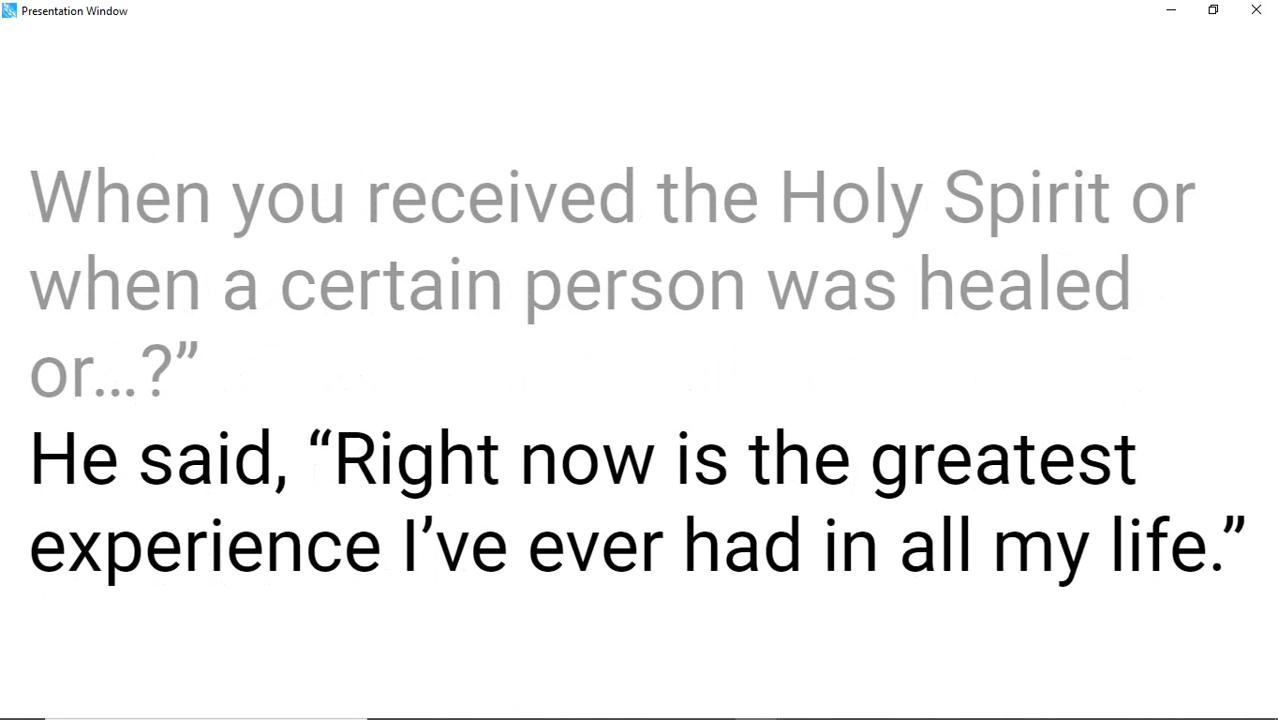 Presentation Window
When you received the Holy Spirit or
when a certain person was healed
or…?”
He said, “Right now is the greatest
experience I’ve ever had in all my life.”